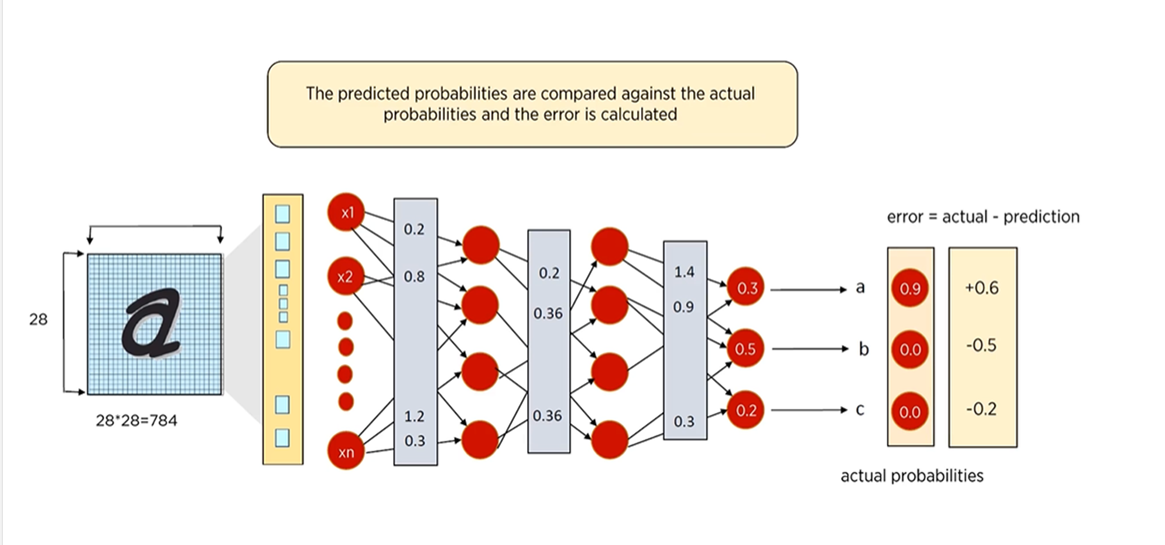 The predicted probabilities are compared against the actual
probabilities and the error is calculated
error = actual - prediction
28
a
28*28=784
x1
x2
xn
0.2
0.8
1.2
0.3
0.2
0.36
0.36
1.4
0.9
0.3
0.3
0.5
0.2
a
b
c
0.9
0.0
0.0
+0.6
-0.5
-0.2
actual probabilities